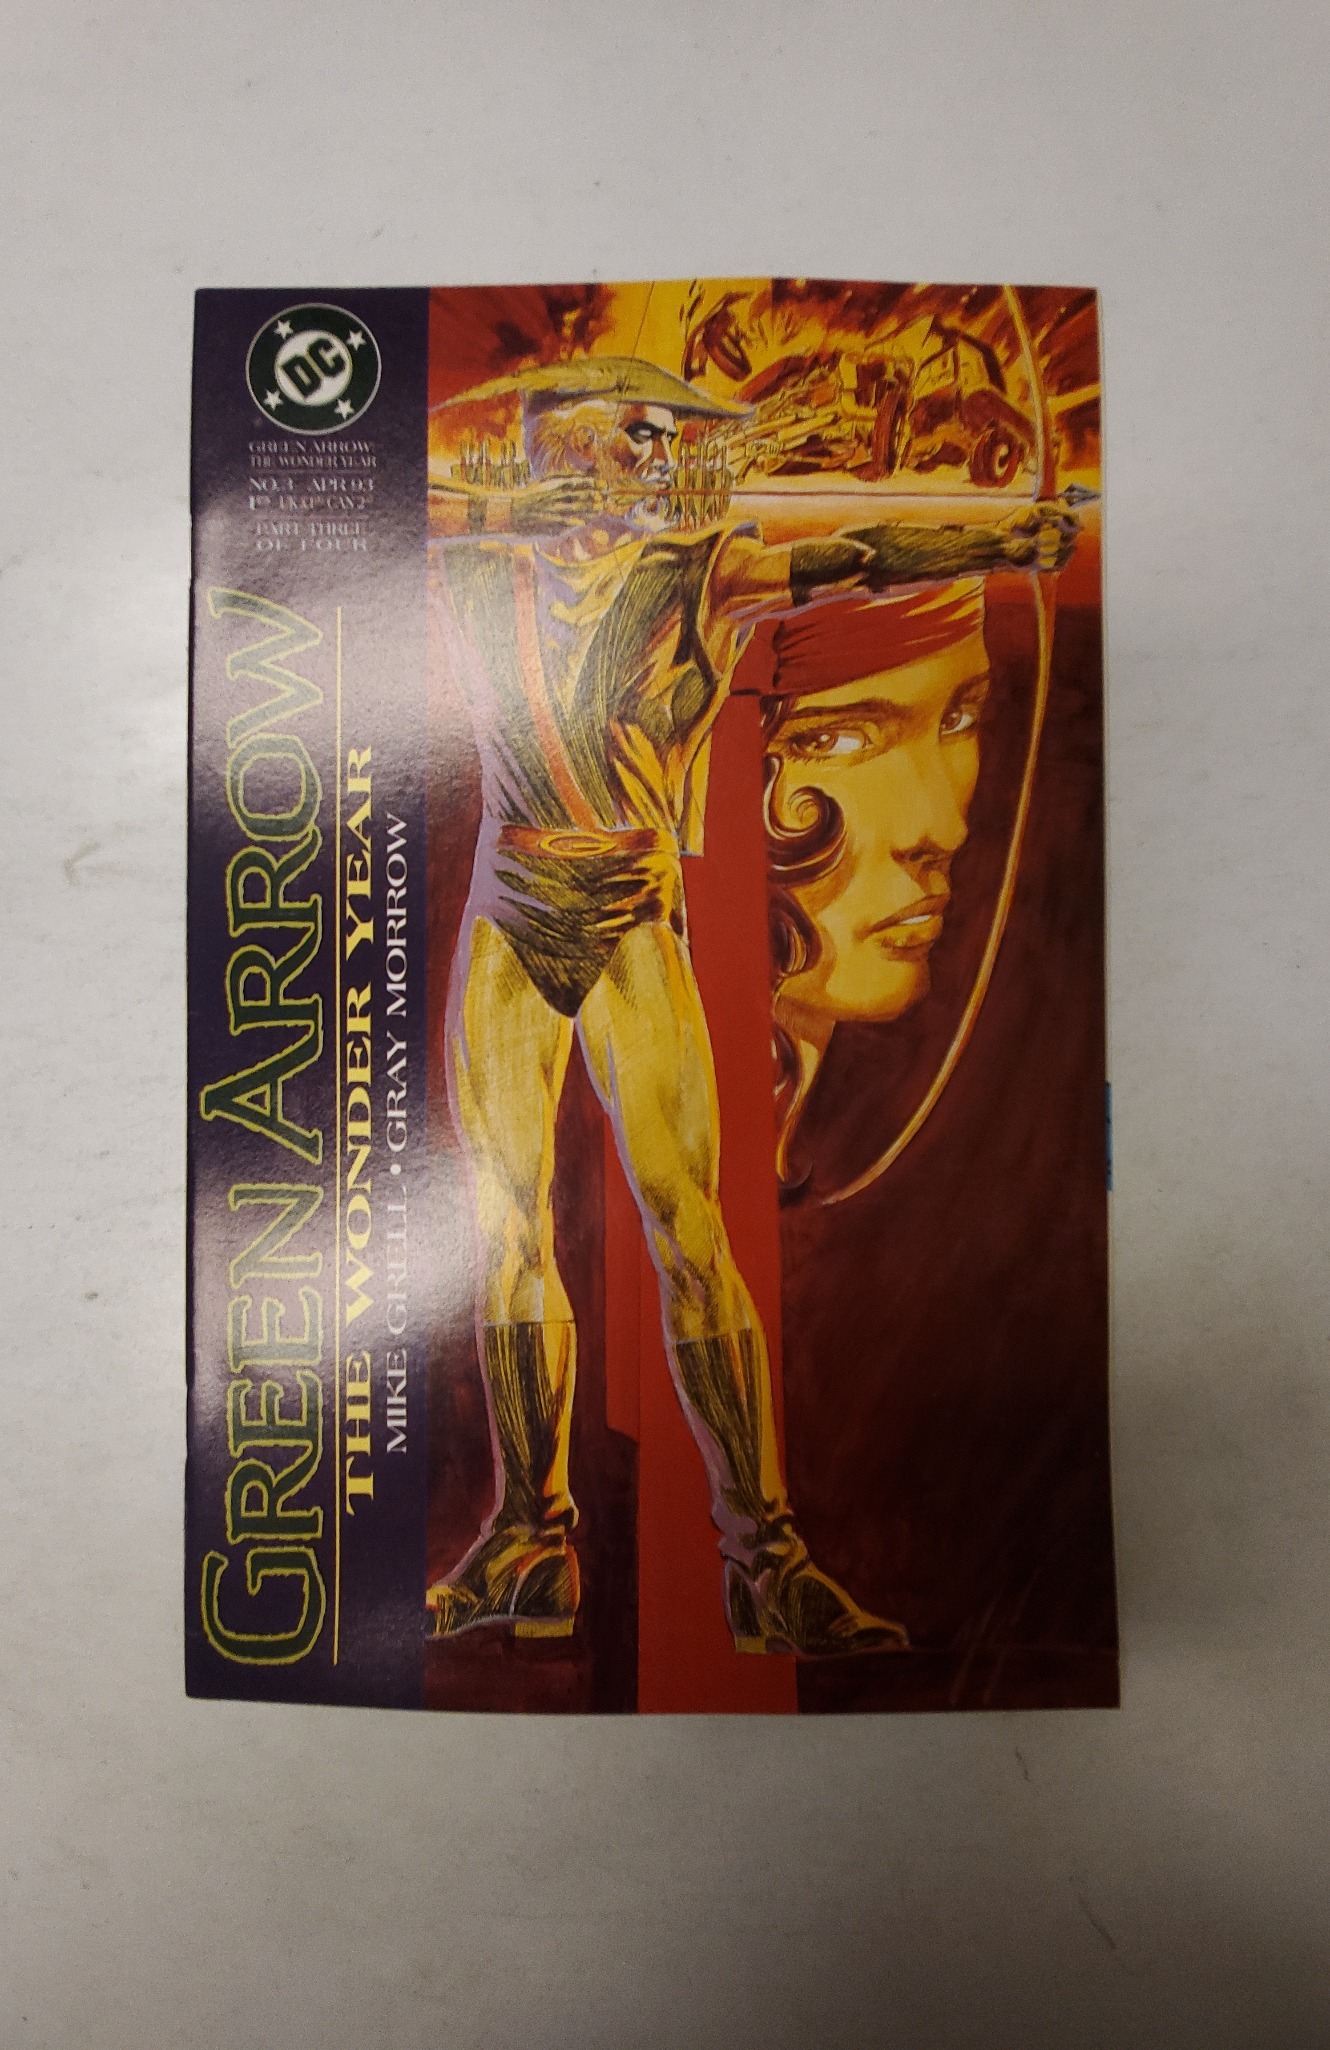 DC
GREEN ARROW:
THE WONDER YEAR
NO. 3 APR 93
PART THREE
OF FOUR
GREEN ARROW
THE WONDER YEAR
MIKE GRELL • GRAY MORROW